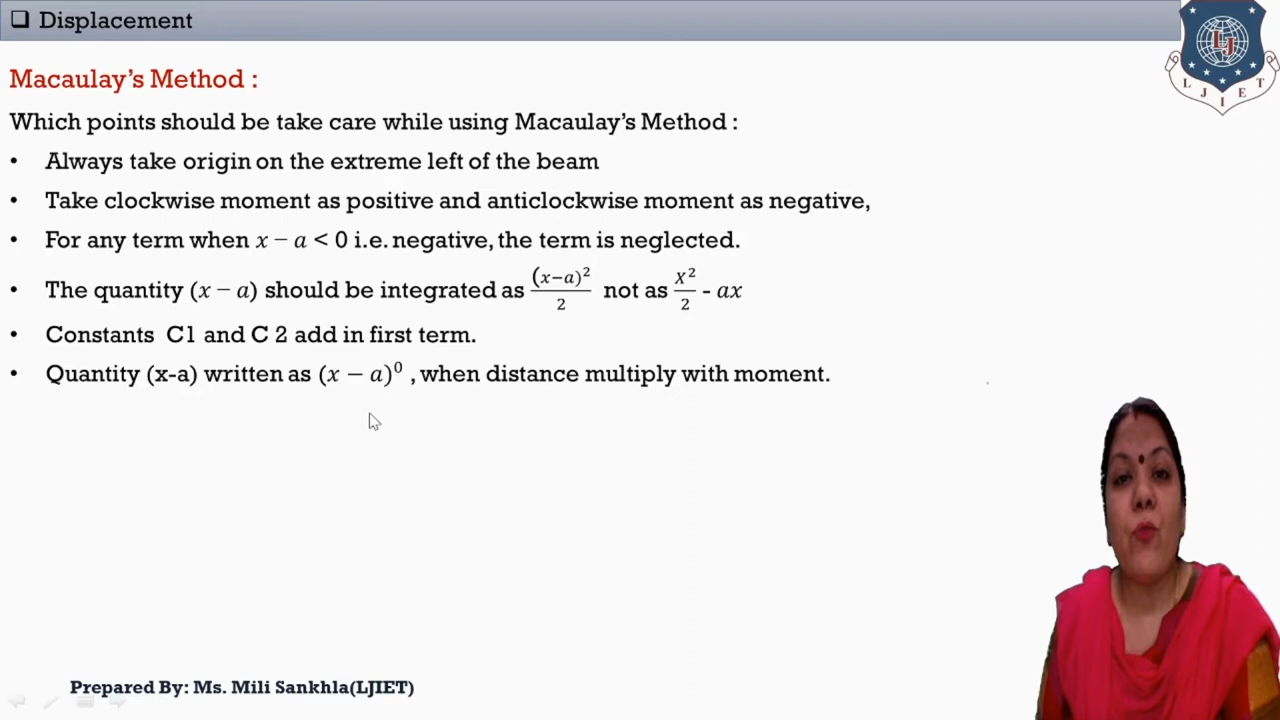 ❑ Displacement
Macaulay's Method :
Which points should be take care while using Macaulay's Method :
• Always take origin on the extreme left of the beam
• Take clockwise moment as positive and anticlockwise moment as negative,
• For any term when x − a < 0 i.e. negative, the term is neglected.
• The quantity (x − a) should be integrated as (x−a)²/2 not as X²/2 - ax
• Constants C1 and C 2 add in first term.
• Quantity (x-a) written as (x − a)⁰ , when distance multiply with moment.
Prepared By: Ms. Mili Sankhla(LJIET)
LJ
L J I E T